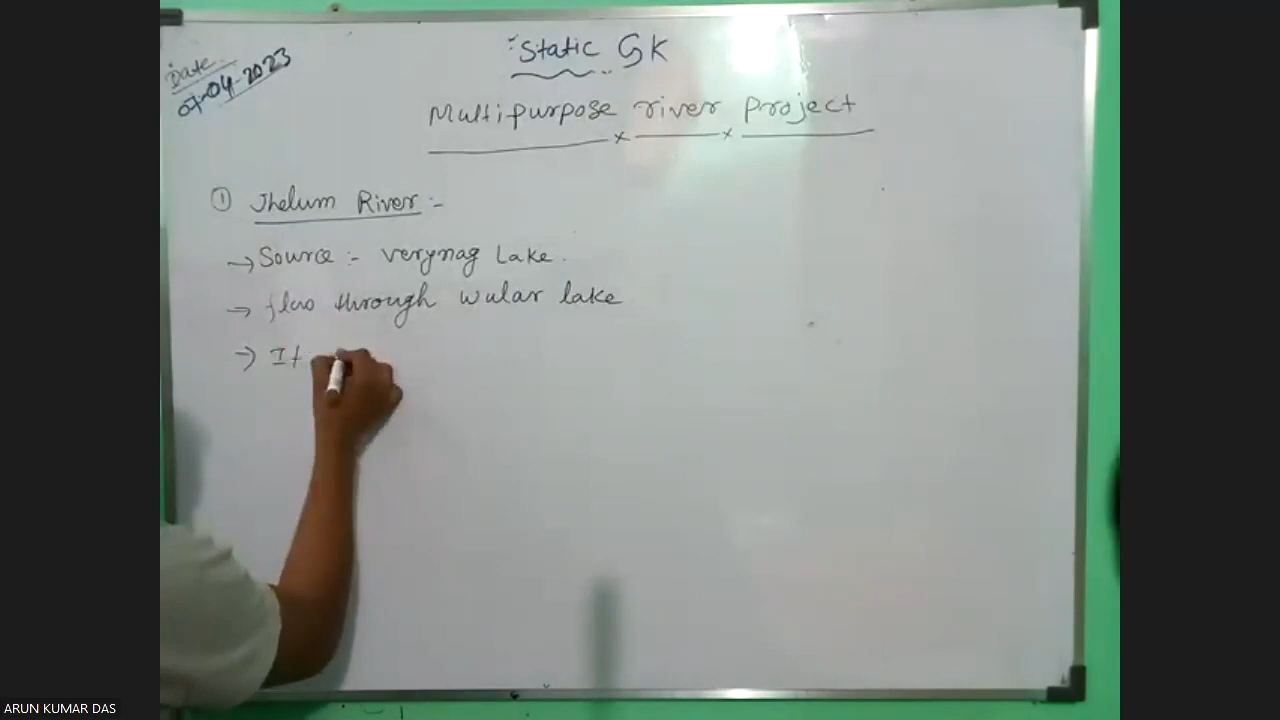 Date
07-04-2023
Static GK
Multipurpose river project
① Jhelum River :-
→ Source :- verynag Lake.
→ flow through wular lake
→ It
ARUN KUMAR DAS